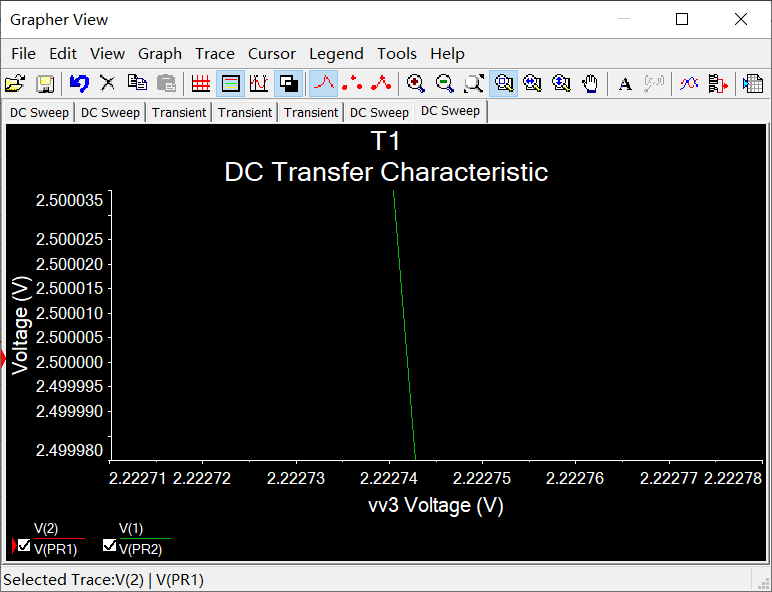 Grapher View
File Edit View Graph Trace Cursor Legend Tools Help
A
DC Sweep DC Sweep Transient Transient Transient DC Sweep DC Sweep
T1
DC Transfer Characteristic
Voltage (V)
2.500035
2.500025
2.500020
2.500015
2.500010
2.500005
2.500000
2.499995
2.499990
2.499980
2.22271 2.22272 2.22273 2.22274 2.22275 2.22276 2.22277 2.22278
vv3 Voltage (V)
V(2) V(1)
V(PR1) V(PR2)
Selected Trace:V(2) | V(PR1)